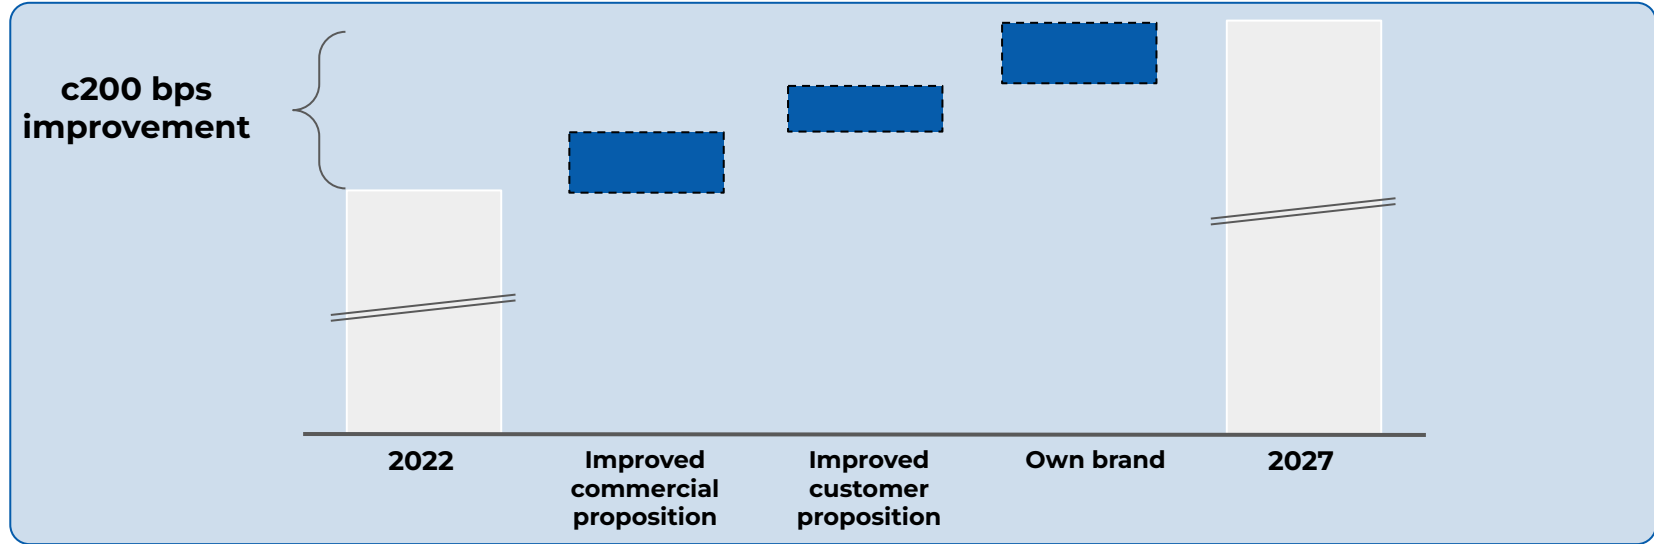 c200 bps
improvement
2022
Improved
commercial
proposition
Improved
customer
proposition
Own brand
2027